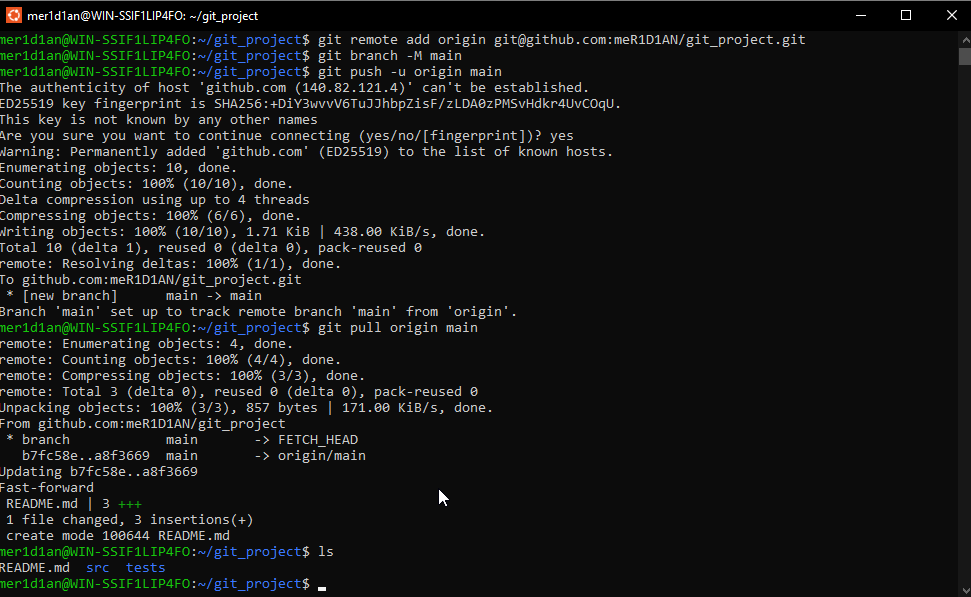 mer1d1an@WIN-SSIF1LIP4FO: ~/git_project
mer1d1an@WIN-SSIF1LIP4FO:~/git_project$ git remote add origin git@github.com:meR1D1AN/git_project.git
mer1d1an@WIN-SSIF1LIP4FO:~/git_project$ git branch -M main
mer1d1an@WIN-SSIF1LIP4FO:~/git_project$ git push -u origin main
The authenticity of host 'github.com (140.82.121.4)' can't be established.
ED25519 key fingerprint is SHA256:+DiY3wvvV6TuJJhbpZisF/zLDA0zPMSvHdkr4UvCOqU.
This key is not known by any other names
Are you sure you want to continue connecting (yes/no/[fingerprint])? yes
Warning: Permanently added 'github.com' (ED25519) to the list of known hosts.
Enumerating objects: 10, done.
Counting objects: 100% (10/10), done.
Delta compression using up to 4 threads
Compressing objects: 100% (6/6), done.
Writing objects: 100% (10/10), 1.71 KiB | 438.00 KiB/s, done.
Total 10 (delta 1), reused 0 (delta 0), pack-reused 0
remote: Resolving deltas: 100% (1/1), done.
To github.com:meR1D1AN/git_project.git
 * [new branch]      main -> main
Branch 'main' set up to track remote branch 'main' from 'origin'.
mer1d1an@WIN-SSIF1LIP4FO:~/git_project$ git pull origin main
remote: Enumerating objects: 4, done.
remote: Counting objects: 100% (4/4), done.
remote: Compressing objects: 100% (3/3), done.
remote: Total 3 (delta 0), reused 0 (delta 0), pack-reused 0
Unpacking objects: 100% (3/3), 857 bytes | 171.00 KiB/s, done.
From github.com:meR1D1AN/git_project
 * branch            main       -> FETCH_HEAD
   b7fc58e..a8f3669  main       -> origin/main
Updating b7fc58e..a8f3669
Fast-forward
 README.md | 3 +++
 1 file changed, 3 insertions(+)
 create mode 100644 README.md
mer1d1an@WIN-SSIF1LIP4FO:~/git_project$ ls
README.md  src  tests
mer1d1an@WIN-SSIF1LIP4FO:~/git_project$